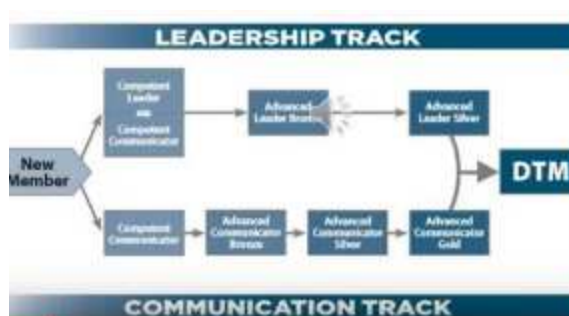 LEADERSHIP TRACK
Competent
Leader
AND
Competent
Communicator
Advanced
Leader Bron
Advanced
Leader Silver
New
Member
DTM
Competent
Communicator
Advanced
Communicator
Bronze
Advanced
Communicator
Silver
Advanced
Communicator
Gold
COMMUNICATION TRACK